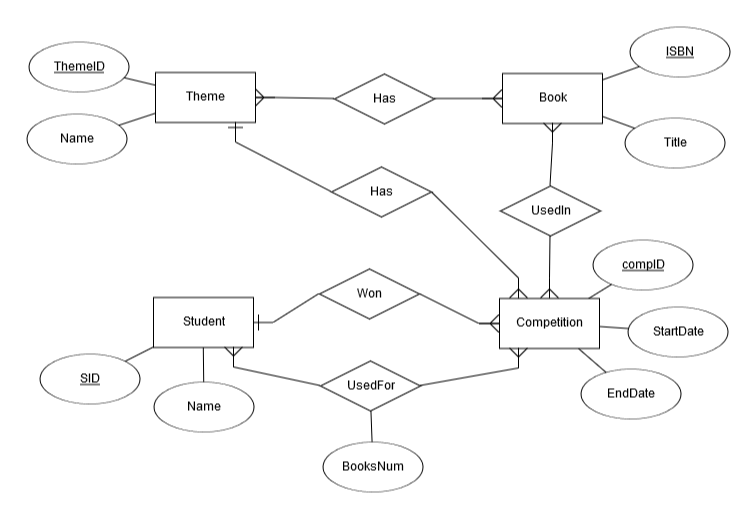 ISBN
ThemeID
Theme
Has
Book
Name
Title
Has
UsedIn
compID
Won
Student
Competition
StartDate
SID
UsedFor
EndDate
Name
BooksNum